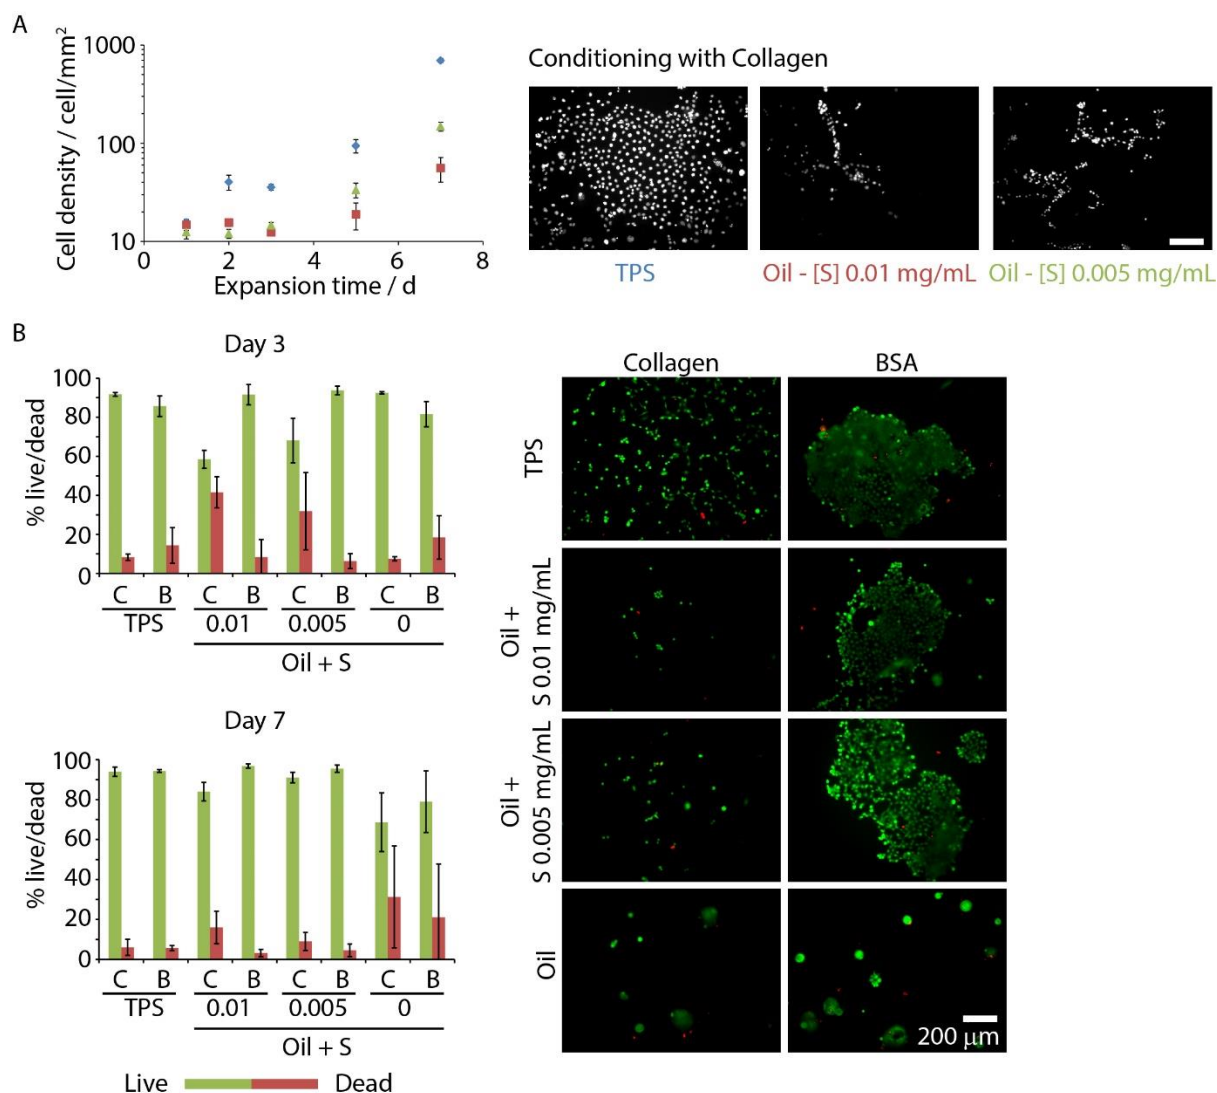 A
Cell density / cell/mm²
1000
100
10
0
2
4
6
8
Expansion time / d
Conditioning with Collagen
TPS
Oil - [S] 0.01 mg/mL
Oil - [S] 0.005 mg/mL
B
Day 3
% live/dead
100
80
60
40
20
0
C B C B C B C B
TPS 0.01 0.005 0
Oil + S
Day 7
% live/dead
100
80
60
40
20
0
C B C B C B C B
TPS 0.01 0.005 0
Oil + S
Live Dead
Collagen BSA
TPS
Oil +
S 0.01 mg/mL
Oil +
S 0.005 mg/mL
Oil
200 µm